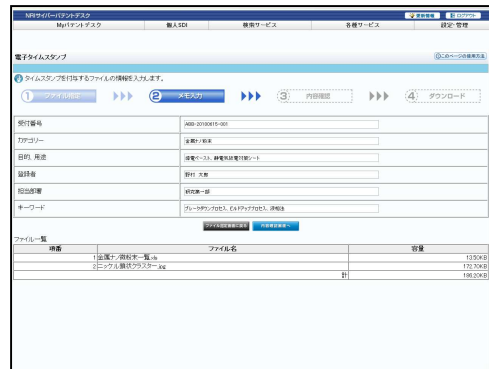 NRIサイバーパテントデスク
更新情報 ログアウト
Myパテントデスク 個人SDI 検索サービス 各種サービス 設定・管理
電子タイムスタンプ
このページの使用方法
タイムスタンプを付与するファイルの情報を入力します。
1 ファイル指定 2 メモ入力 3 内容確認 4 ダウンロード
受付番号 ABB-20100615-001
カテゴリー 金属ナノ粉末
目的、用途 導電ペースト、静電気放電対策シート
登録者 野村 太郎
担当部署 研究第一部
キーワード ブレークダウンプロセス、ビルドアッププロセス、液相法
ファイル指定画面に戻る 内容確認画面へ
ファイル一覧
項番 ファイル名 容量
1 金属ナノ微粉末一覧.xls 13.50KB
2 ニッケル鎖状クラスター.jpg 172.70KB
計 186.20KB